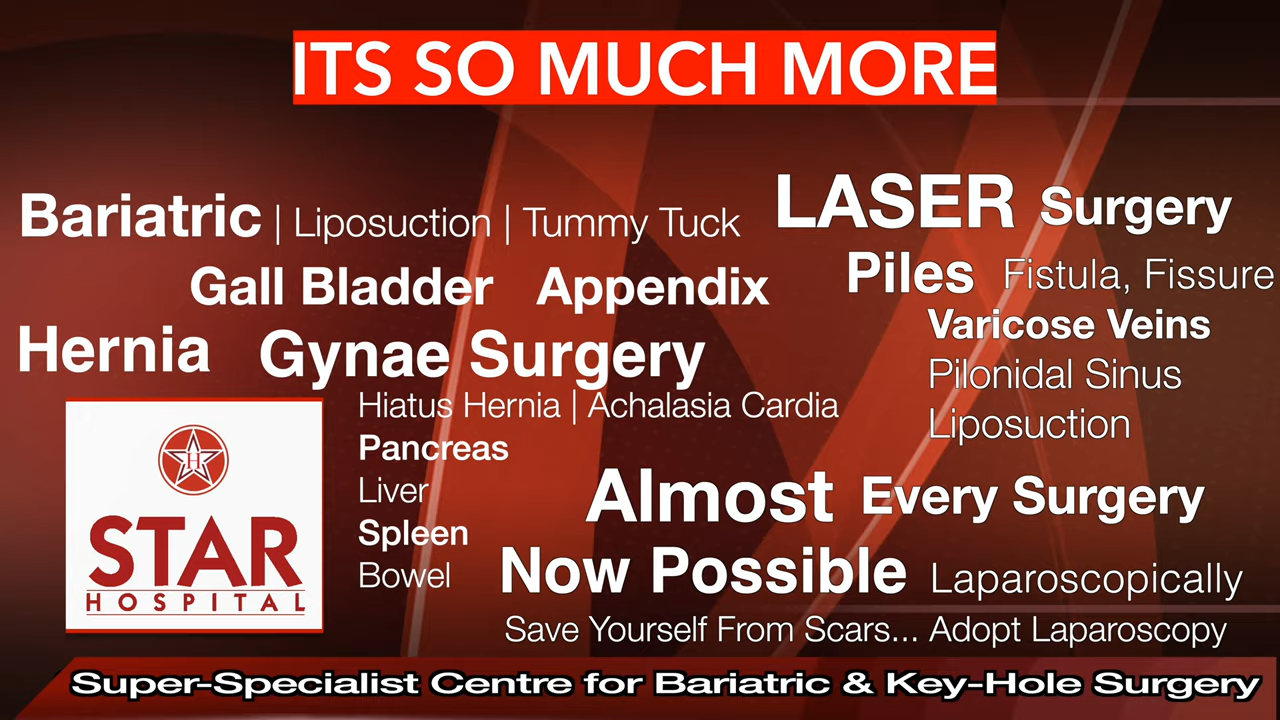 ITS SO MUCH MORE
Bariatric | Liposuction | Tummy Tuck
Gall Bladder Appendix
Hernia Gynae Surgery
Hiatus Hernia | Achalasia Cardia
Pancreas
Liver
Spleen
Bowel
LASER Surgery
Piles Fistula, Fissure
Varicose Veins
Pilonidal Sinus
Liposuction
Almost Every Surgery
Now Possible Laparoscopically
Save Yourself From Scars... Adopt Laparoscopy
H
STAR
HOSPITAL
Super-Specialist Centre for Bariatric & Key-Hole Surgery